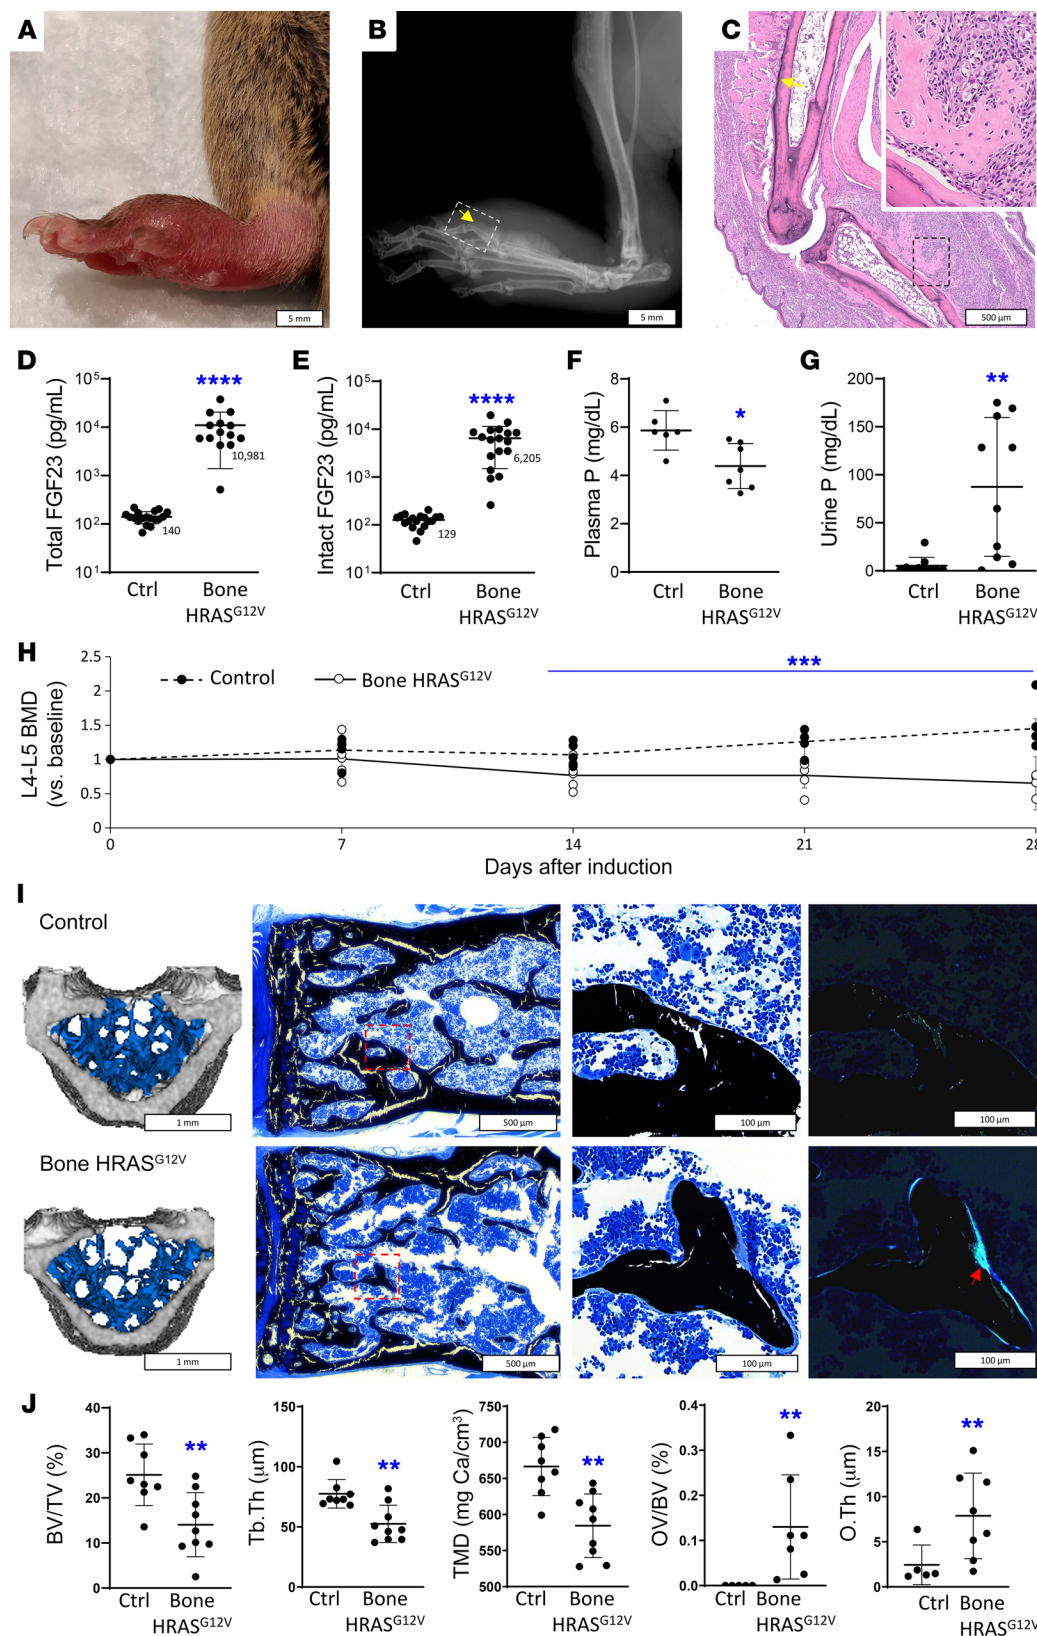 A
B
C
5 mm
5 mm
500 µm
D
Total FGF23 (pg/mL)
10⁵
10⁴
10³
10²
10¹
****
10,981
140
Ctrl
Bone
HRASᴳ¹²ⱽ
E
Intact FGF23 (pg/mL)
10⁵
10⁴
10³
10²
10¹
****
6,205
129
Ctrl
Bone
HRASᴳ¹²ⱽ
F
Plasma P (mg/dL)
8
6
4
2
0
*
Ctrl
Bone
HRASᴳ¹²ⱽ
G
Urine P (mg/dL)
200
150
100
50
0
**
Ctrl
Bone
HRASᴳ¹²ⱽ
H
L4-L5 BMD
(vs. baseline)
2.5
2
1.5
1
0.5
0
Control
Bone HRASᴳ¹²ⱽ
***
0
7
14
21
28
Days after induction
I
Control
1 mm
500 µm
100 µm
100 µm
Bone HRASᴳ¹²ⱽ
1 mm
500 µm
100 µm
100 µm
J
BV/TV (%)
40
30
20
10
0
**
Ctrl
Bone
HRASᴳ¹²ⱽ
Tb.Th (µm)
150
100
50
0
**
Ctrl
Bone
HRASᴳ¹²ⱽ
TMD (mg Ca/cm³)
750
700
650
600
550
500
**
Ctrl
Bone
HRASᴳ¹²ⱽ
OV/BV (%)
0.4
0.3
0.2
0.1
0.0
**
Ctrl
Bone
HRASᴳ¹²ⱽ
O.Th (µm)
20
15
10
5
0
**
Ctrl
Bone
HRASᴳ¹²ⱽ